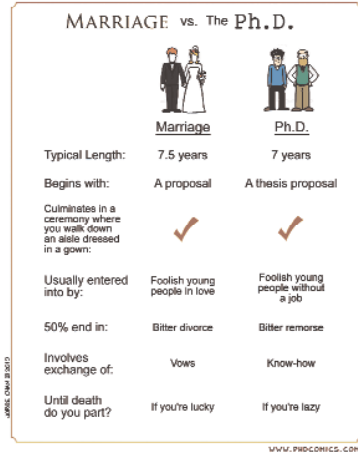 MARRIAGE vs. The Ph.D.
Marriage Ph.D.
Typical Length: 7.5 years 7 years
Begins with: A proposal A thesis proposal
Culminates in a
ceremony where
you walk down
an aisle dressed
in a gown:
Usually entered
into by:
Foolish young
people in love
Foolish young
people without
a job
50% end in: Bitter divorce Bitter remorse
Involves
exchange of:
Vows Know-how
Until death
do you part?
If you're lucky If you're lazy
WWW.PHDCOMICS.COM